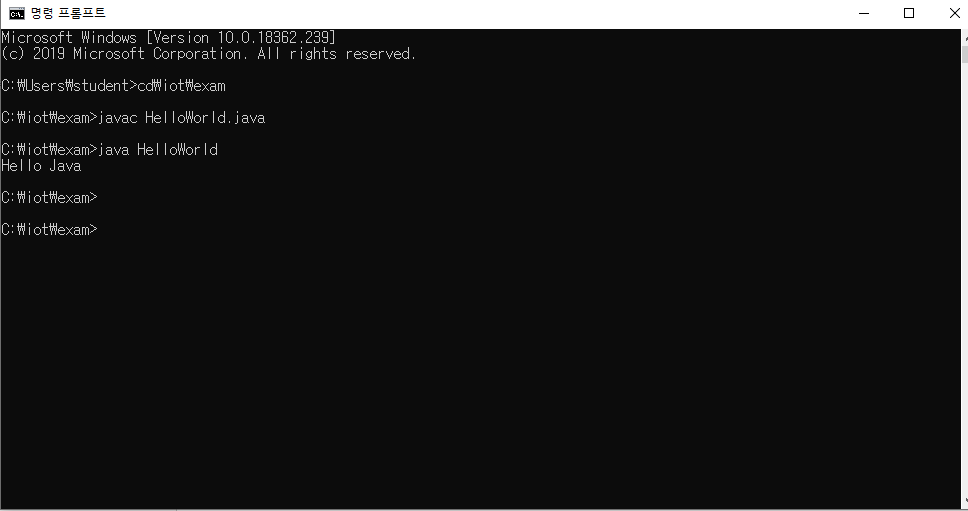 명령 프롬프트
Microsoft Windows [Version 10.0.18362.239]
(c) 2019 Microsoft Corporation. All rights reserved.
C:₩Users₩student>cd₩iot₩exam
C:₩iot₩exam>javac HelloWorld.java
C:₩iot₩exam>java HelloWorld
Hello Java
C:₩iot₩exam>
C:₩iot₩exam>